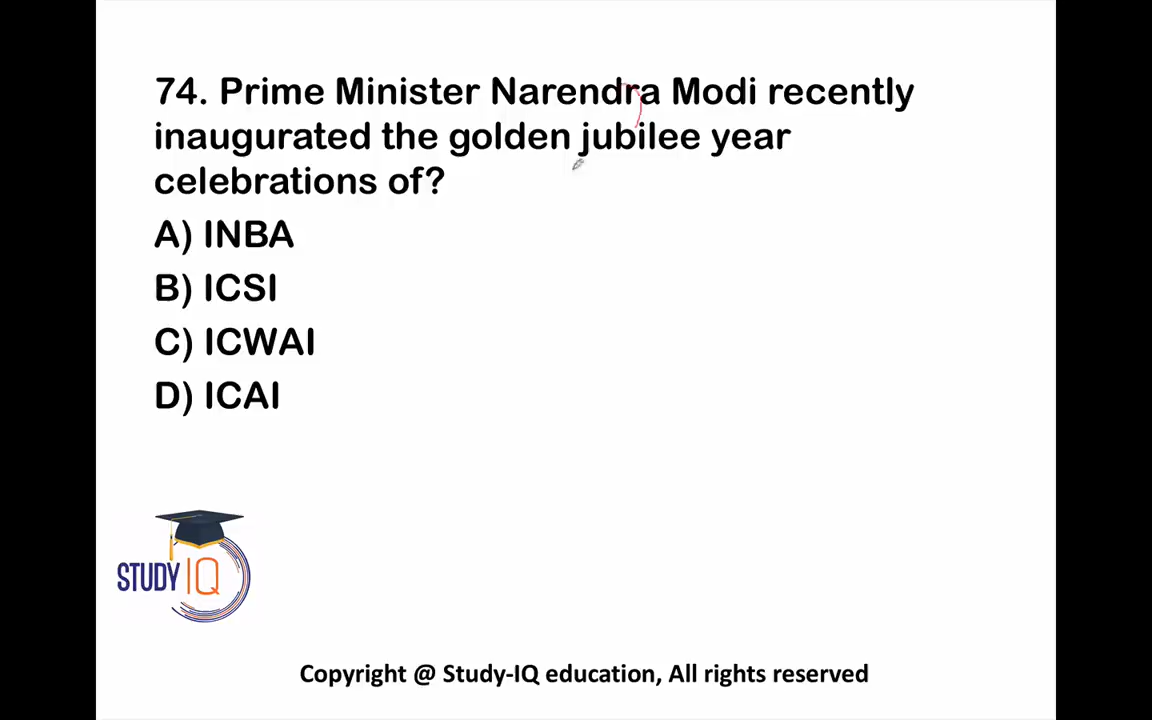 74. Prime Minister Narendra Modi recently
inaugurated the golden jubilee year
celebrations of?
A) INBA
B) ICSI
C) ICWAI
D) ICAI
STUDY IQ
Copyright @ Study-IQ education, All rights reserved